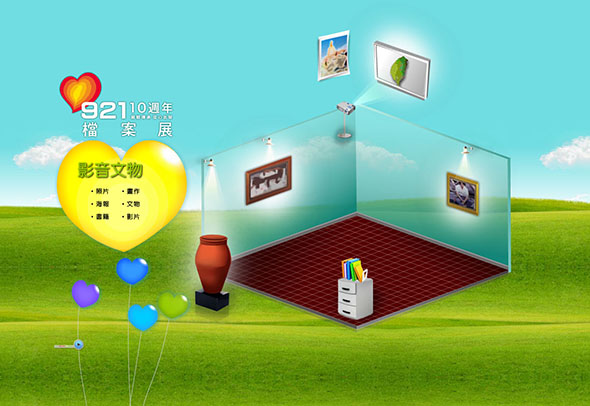 921 10週年
檔案展
影音文物
・照片 ・畫作
・海報 ・文物
・書籍 ・影片